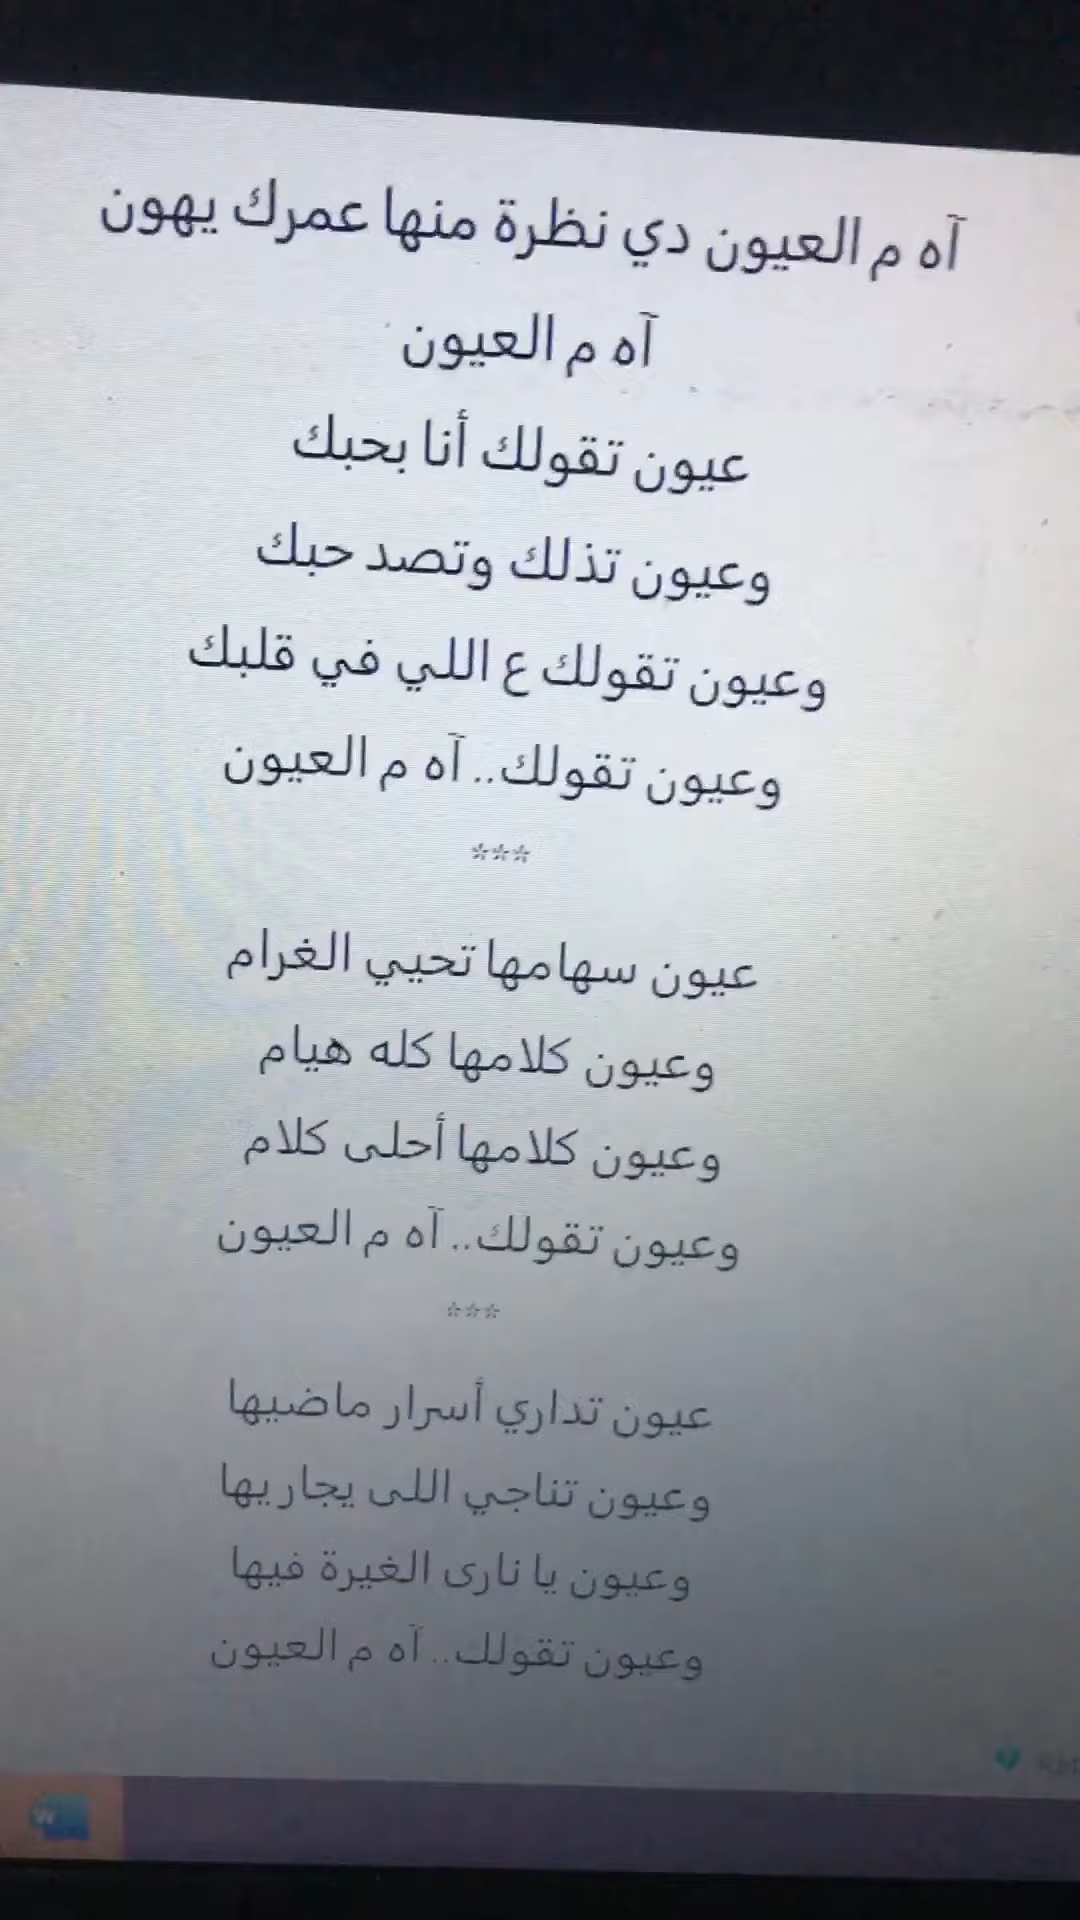 آه م العيون دي نظرة منها عمرك يهون
آه م العيون
عيون تقولك أنا بحبك
وعيون تذلك وتصد حبك
وعيون تقولك ع اللي في قلبك
وعيون تقولك.. آه م العيون
***
عيون سهامها تحيي الغرام
وعيون كلامها كله هيام
وعيون كلامها أحلى كلام
وعيون تقولك.. آه م العيون
***
عيون تداري أسرار ماضيها
وعيون تناجي اللى يجاريها
وعيون يا نارى الغيرة فيها
وعيون تقولك.. آه م العيون
W